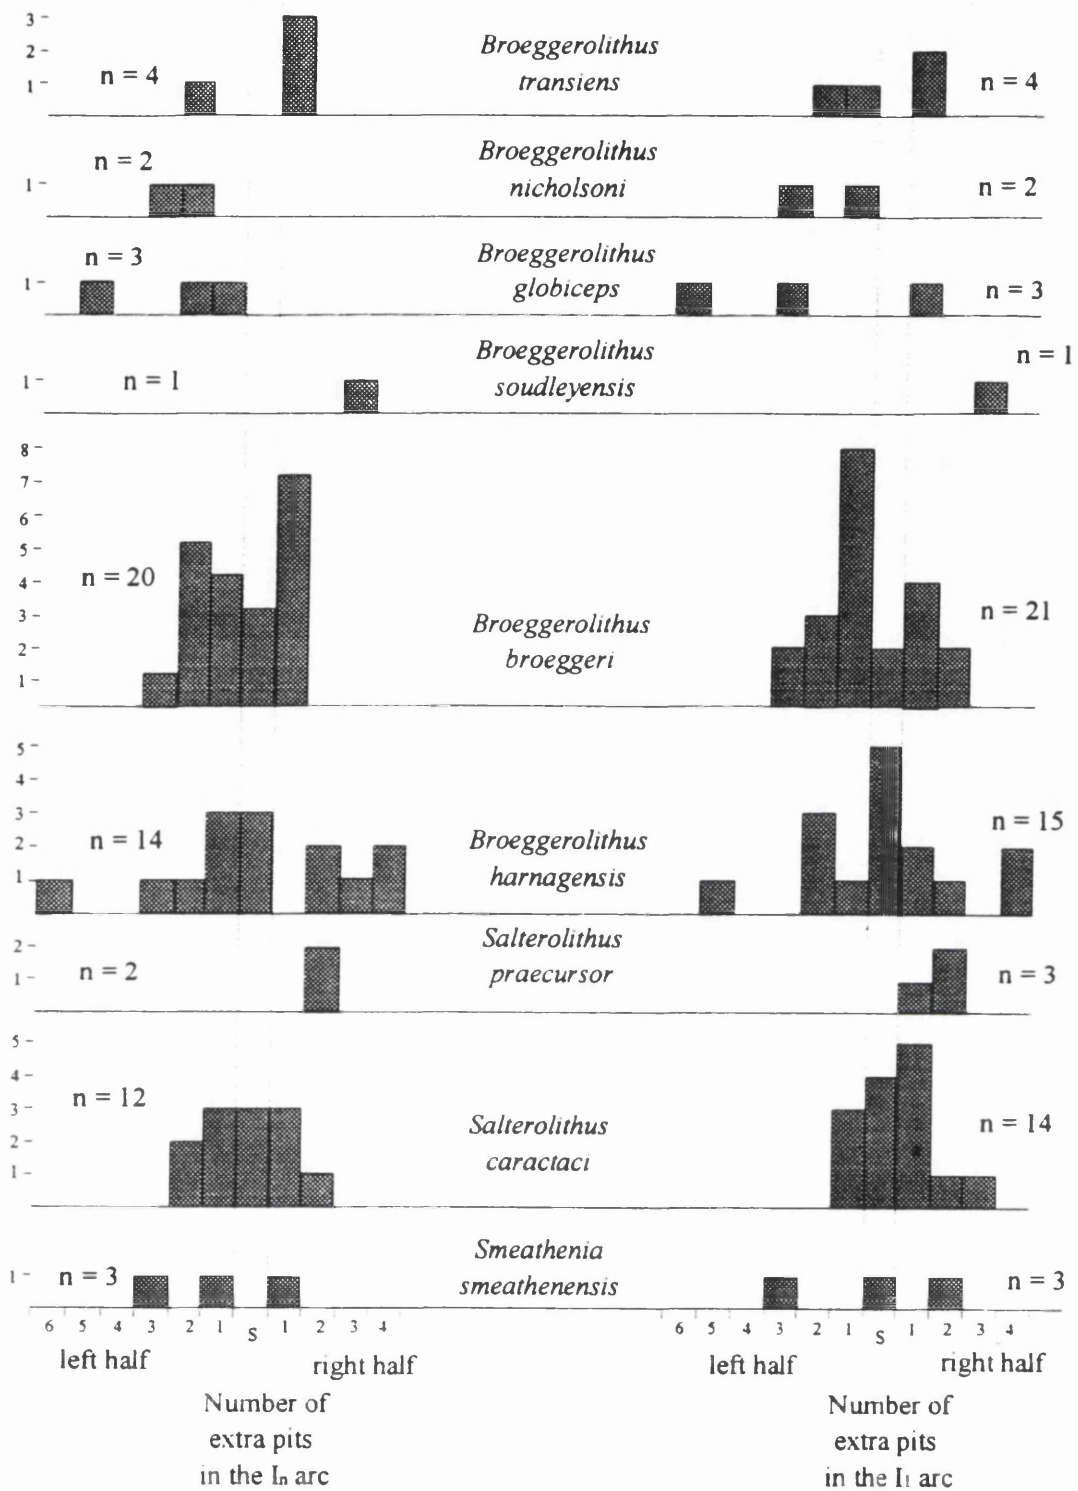 3
2
1
n = 4
Broeggerolithus
transiens
n = 4
1
n = 2
Broeggerolithus
nicholsoni
n = 2
1
n = 3
Broeggerolithus
globiceps
n = 3
1
n = 1
Broeggerolithus
soudleyensis
n = 1
8
7
6
5
4
3
2
1
n = 20
Broeggerolithus
broeggeri
n = 21
5
4
3
2
1
n = 14
Broeggerolithus
harnagensis
n = 15
2
1
n = 2
Salterolithus
praecursor
n = 3
5
4
3
2
1
n = 12
Salterolithus
caractaci
n = 14
1
n = 3
Smeathenia
smeathenensis
n = 3
6 5 4 3 2 1 S 1 2 3 4
6 5 4 3 2 1 S 1 2 3 4
left half right half
left half right half
Number of
extra pits
in the In arc
Number of
extra pits
in the I1 arc